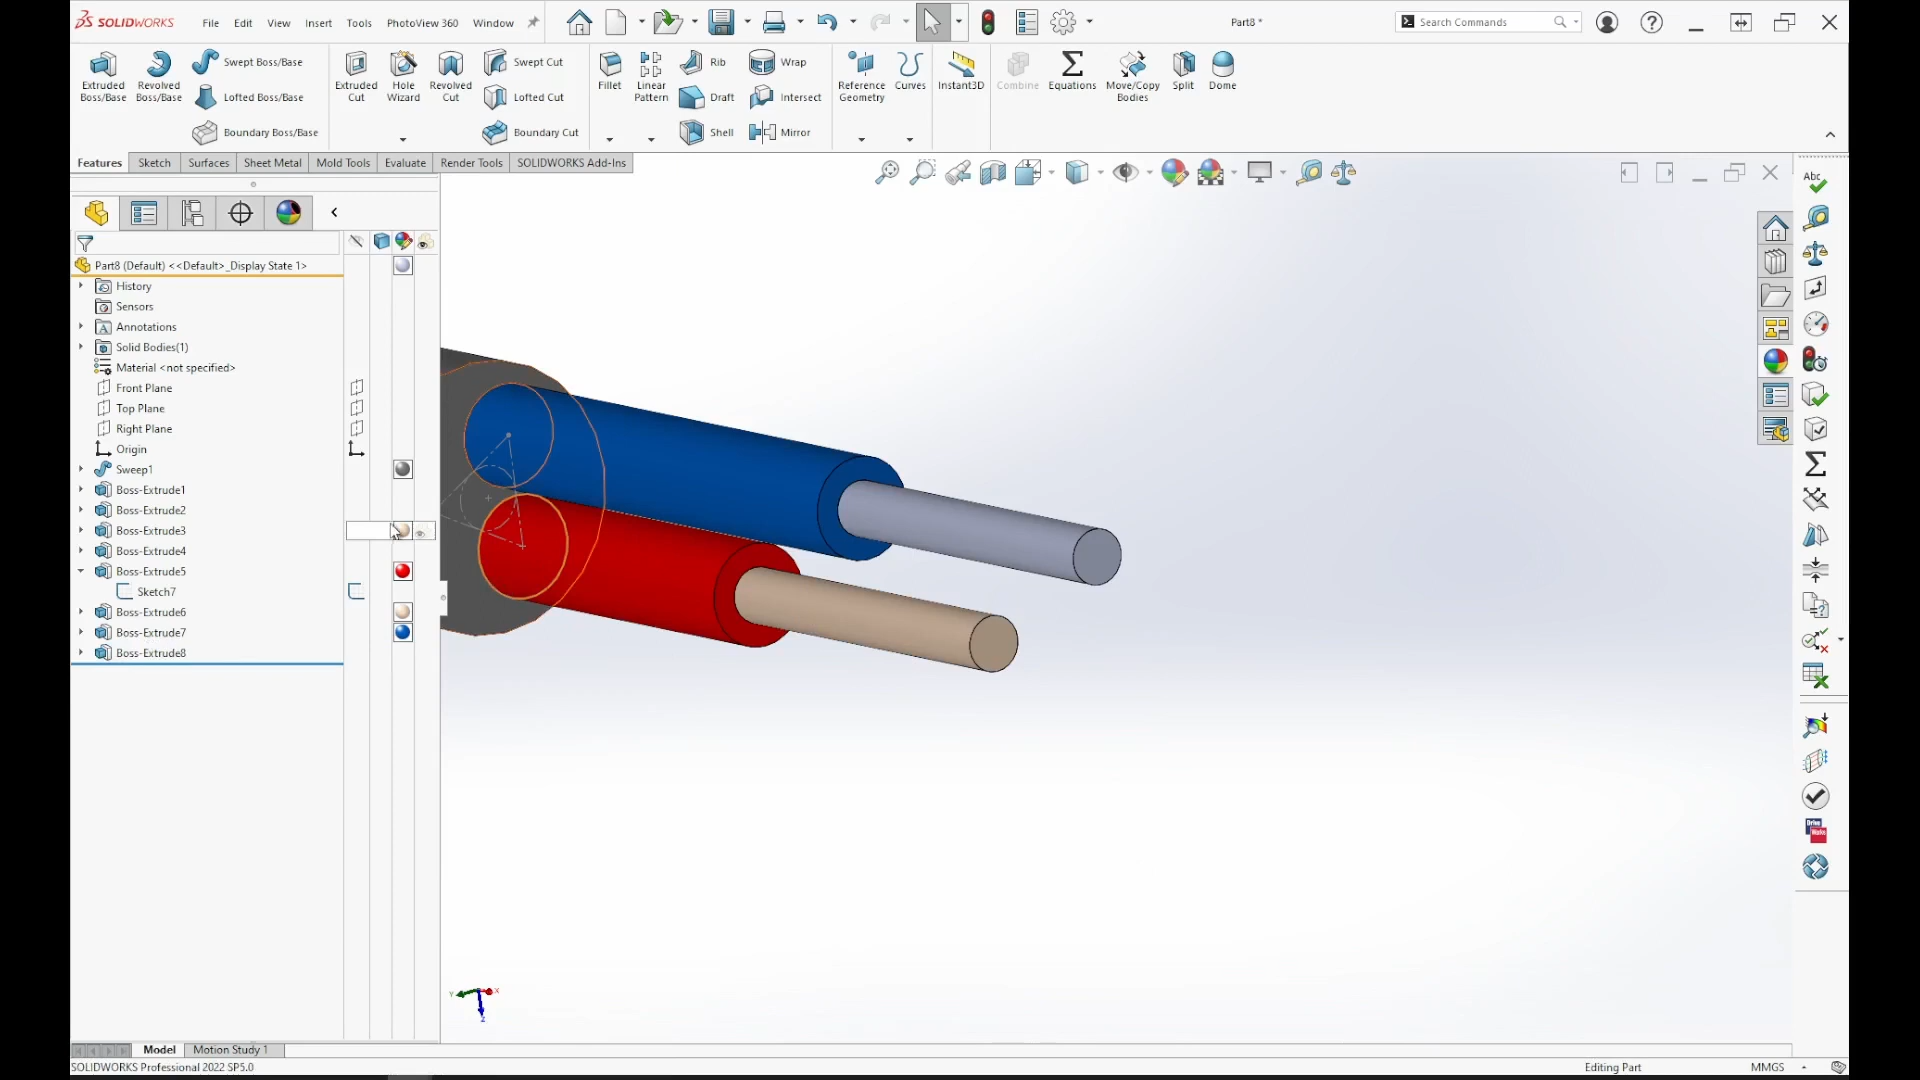 SOLIDWORKS File Edit View Insert Tools PhotoView 360 Window Part8 * Search Commands
Extruded Boss/Base
Revolved Boss/Base
Swept Boss/Base
Lofted Boss/Base
Boundary Boss/Base
Extruded Cut
Hole Wizard
Revolved Cut
Swept Cut
Lofted Cut
Boundary Cut
Fillet
Linear Pattern
Rib
Draft
Shell
Wrap
Intersect
Mirror
Reference Geometry
Curves
Instant3D
Combine
Equations
Move/Copy Bodies
Split
Dome
Features Sketch Surfaces Sheet Metal Mold Tools Evaluate Render Tools SOLIDWORKS Add-Ins
Abc
Part8 (Default) <<Default>_Display State 1>
History
Sensors
Annotations
Solid Bodies(1)
Material <not specified>
Front Plane
Top Plane
Right Plane
Origin
Sweep1
Boss-Extrude1
Boss-Extrude2
Boss-Extrude3
Boss-Extrude4
Boss-Extrude5
Sketch7
Boss-Extrude6
Boss-Extrude7
Boss-Extrude8
Y X
Z
Model Motion Study 1
SOLIDWORKS Professional 2022 SP5.0 Editing Part MMGS